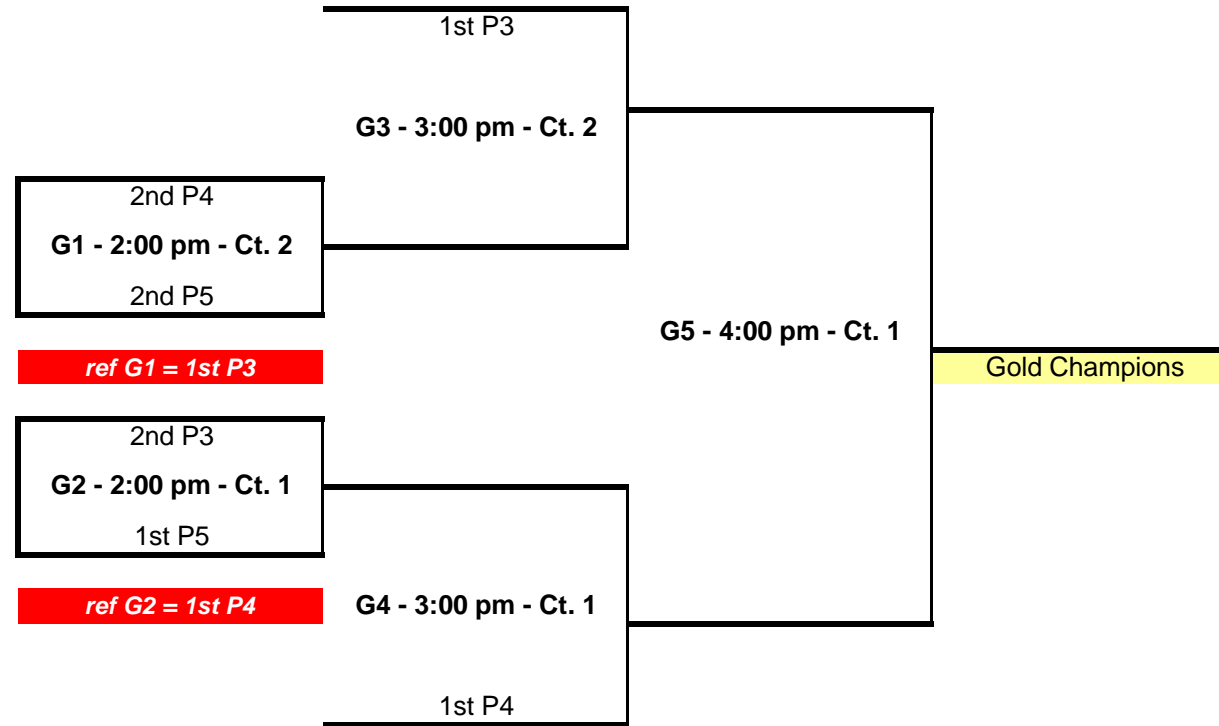 1st P3
G3 - 3:00 pm - Ct. 2
2nd P4
G1 - 2:00 pm - Ct. 2
2nd P5
G5 - 4:00 pm - Ct. 1
ref G1 = 1st P3
Gold Champions
2nd P3
G2 - 2:00 pm - Ct. 1
1st P5
ref G2 = 1st P4
G4 - 3:00 pm - Ct. 1
1st P4